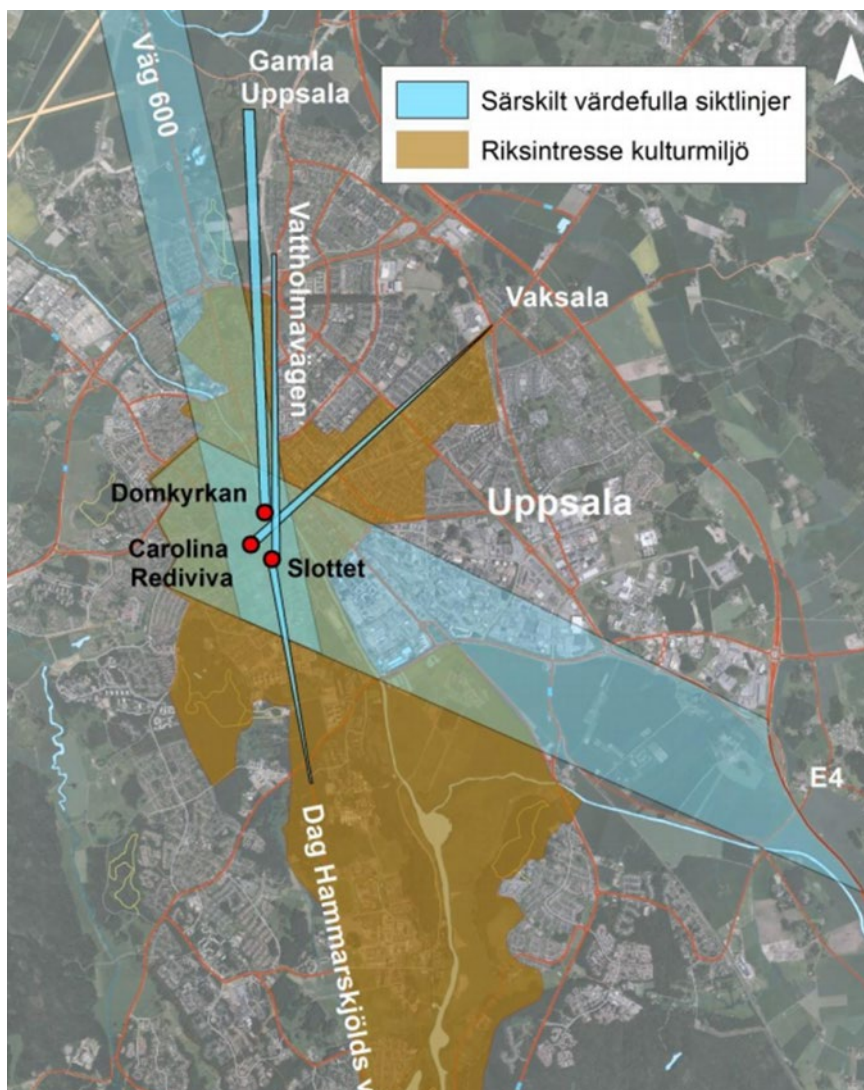 Väg 600
Gamla
Uppsala
Särskilt värdefulla siktlinjer
Riksintresse kulturmiljö
Vattholmavägen
Vaksala
Domkyrkan
Uppsala
Carolina
Rediviva
Slottet
E4
Dag Hammarskjölds v